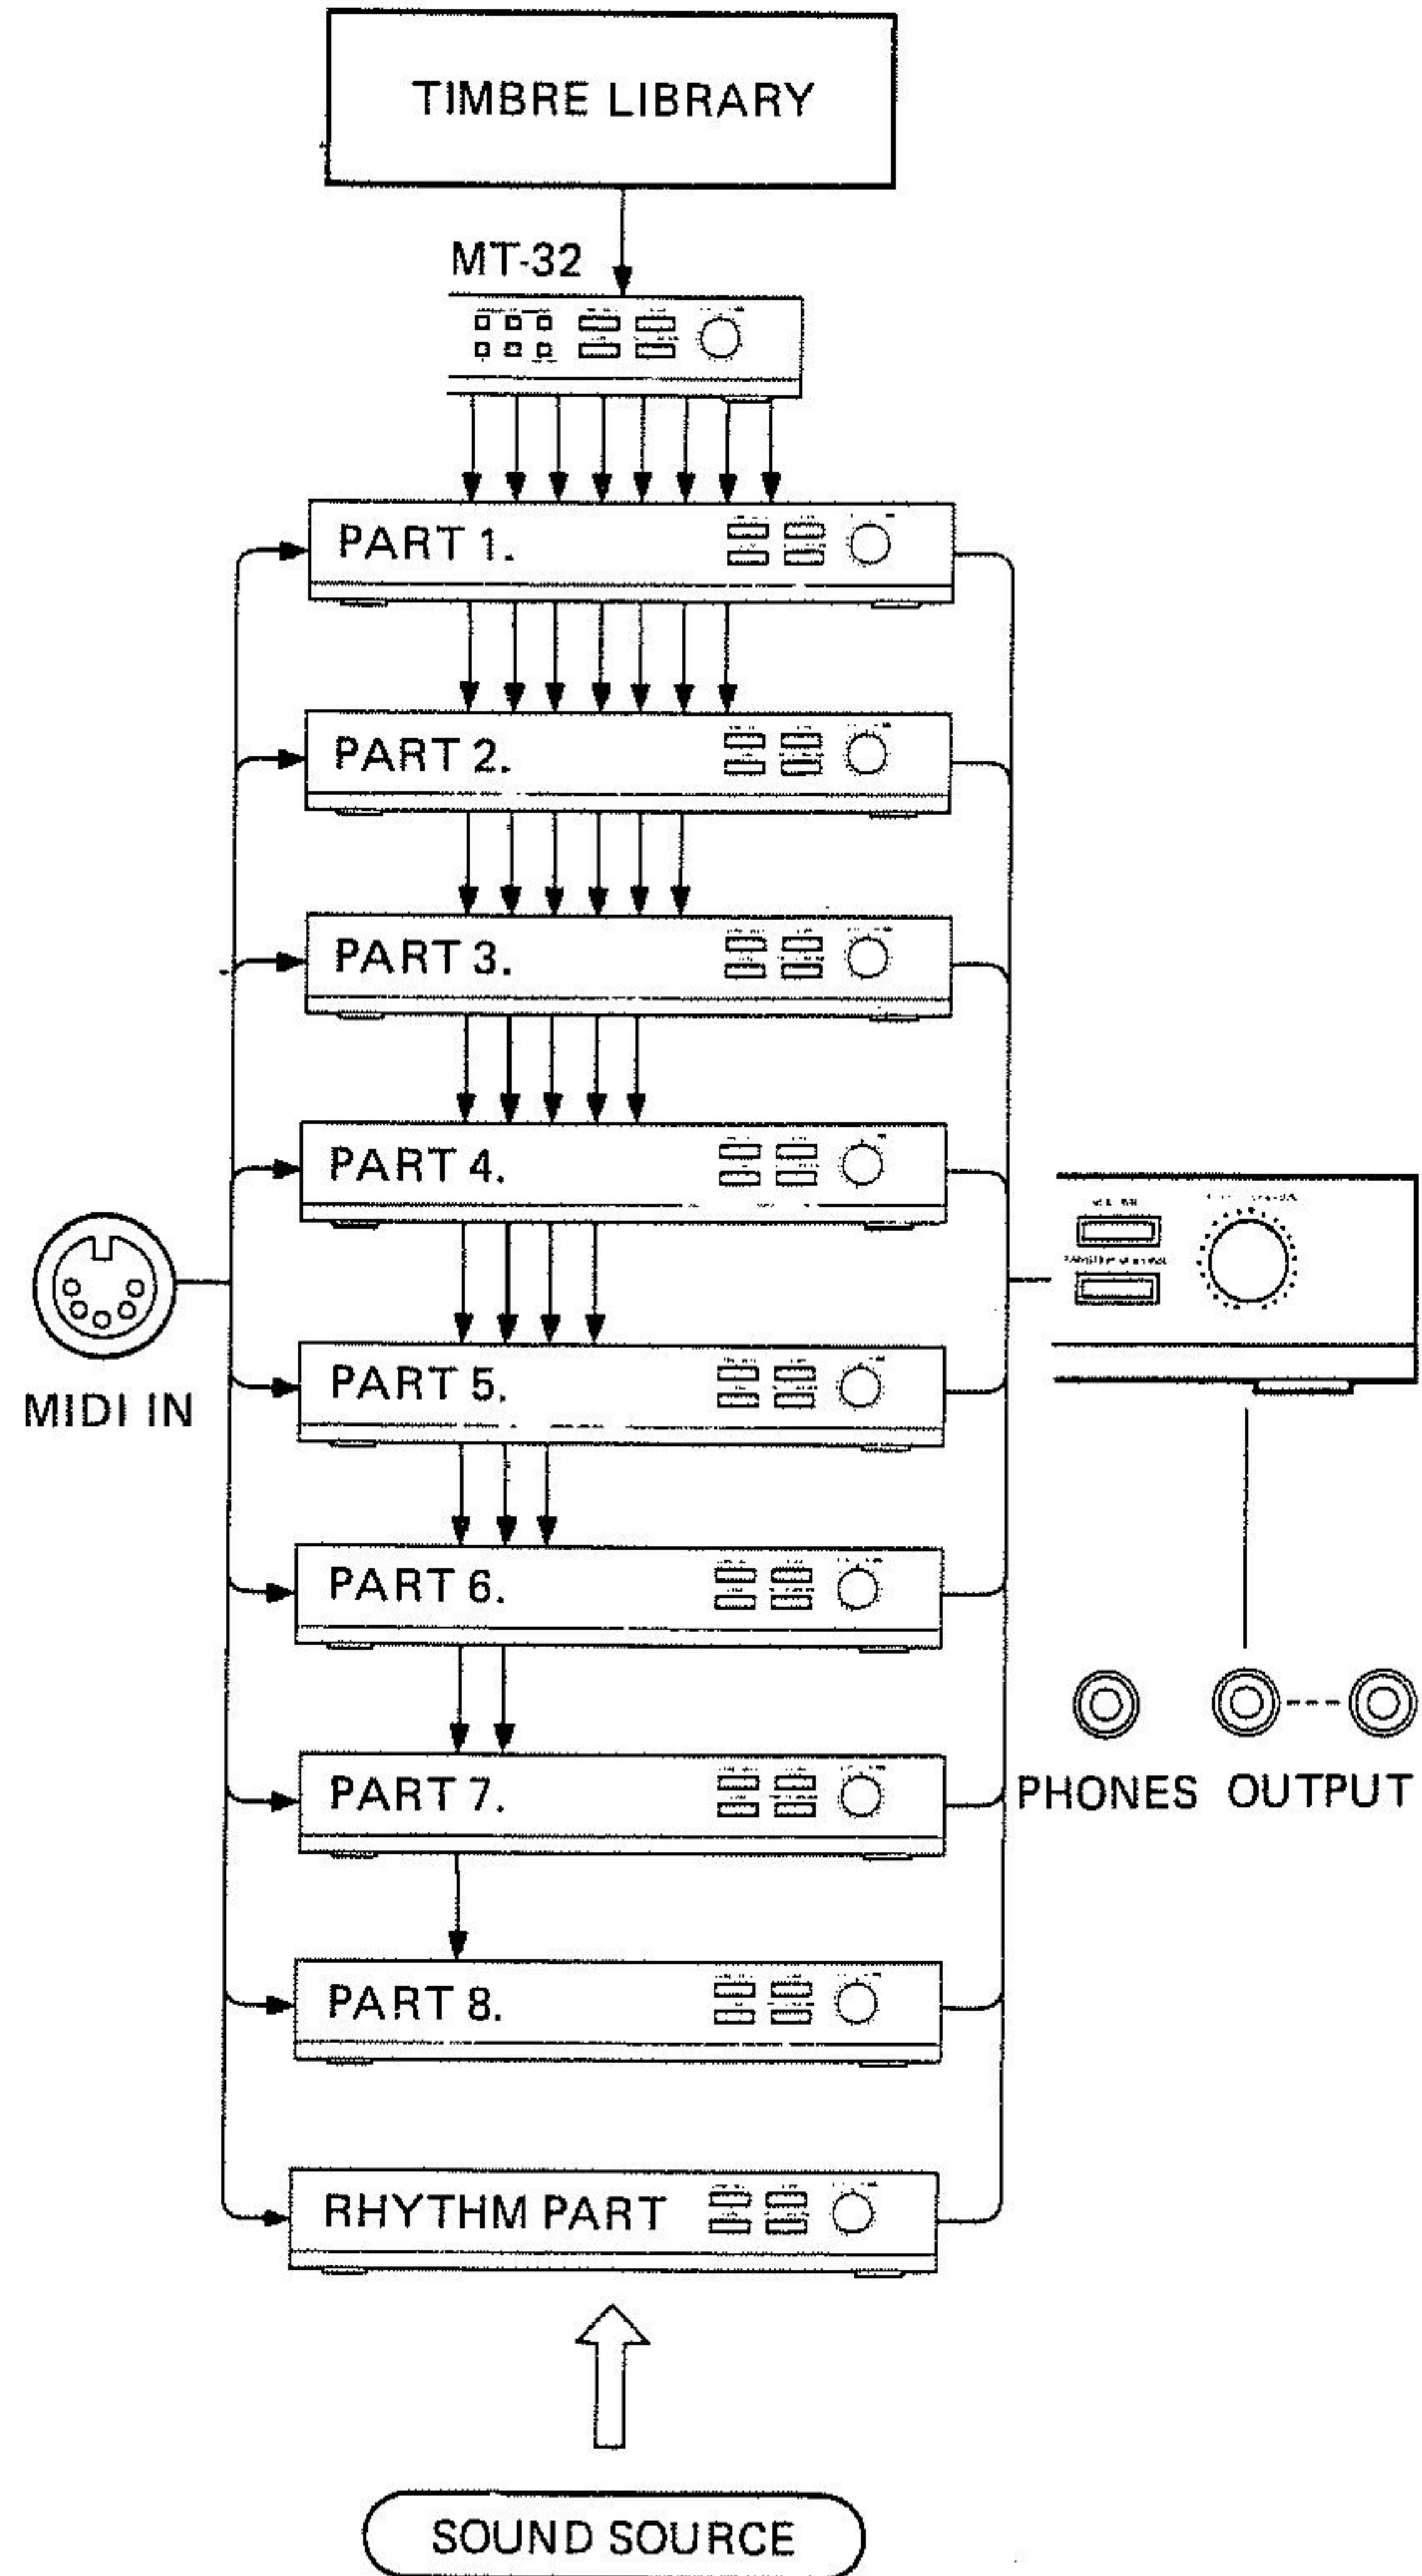 TIMBRE LIBRARY
MT-32
PART 1.
PART 2.
PART 3.
PART 4.
MIDI IN
PART 5.
PART 6.
PART 7.
PHONES OUTPUT
PART 8.
RHYTHM PART
SOUND SOURCE